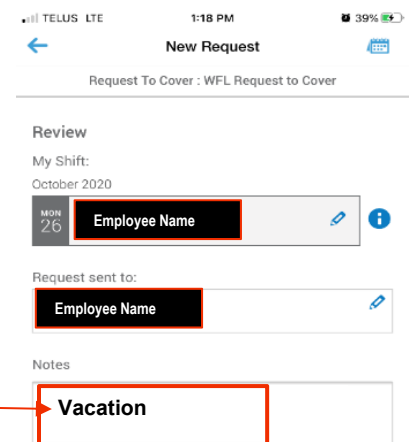 TELUS LTE 1:18 PM 39%
New Request
Request To Cover : WFL Request to Cover
Review
My Shift:
October 2020
MON
26
Employee Name
Request sent to:
Employee Name
Notes
Vacation